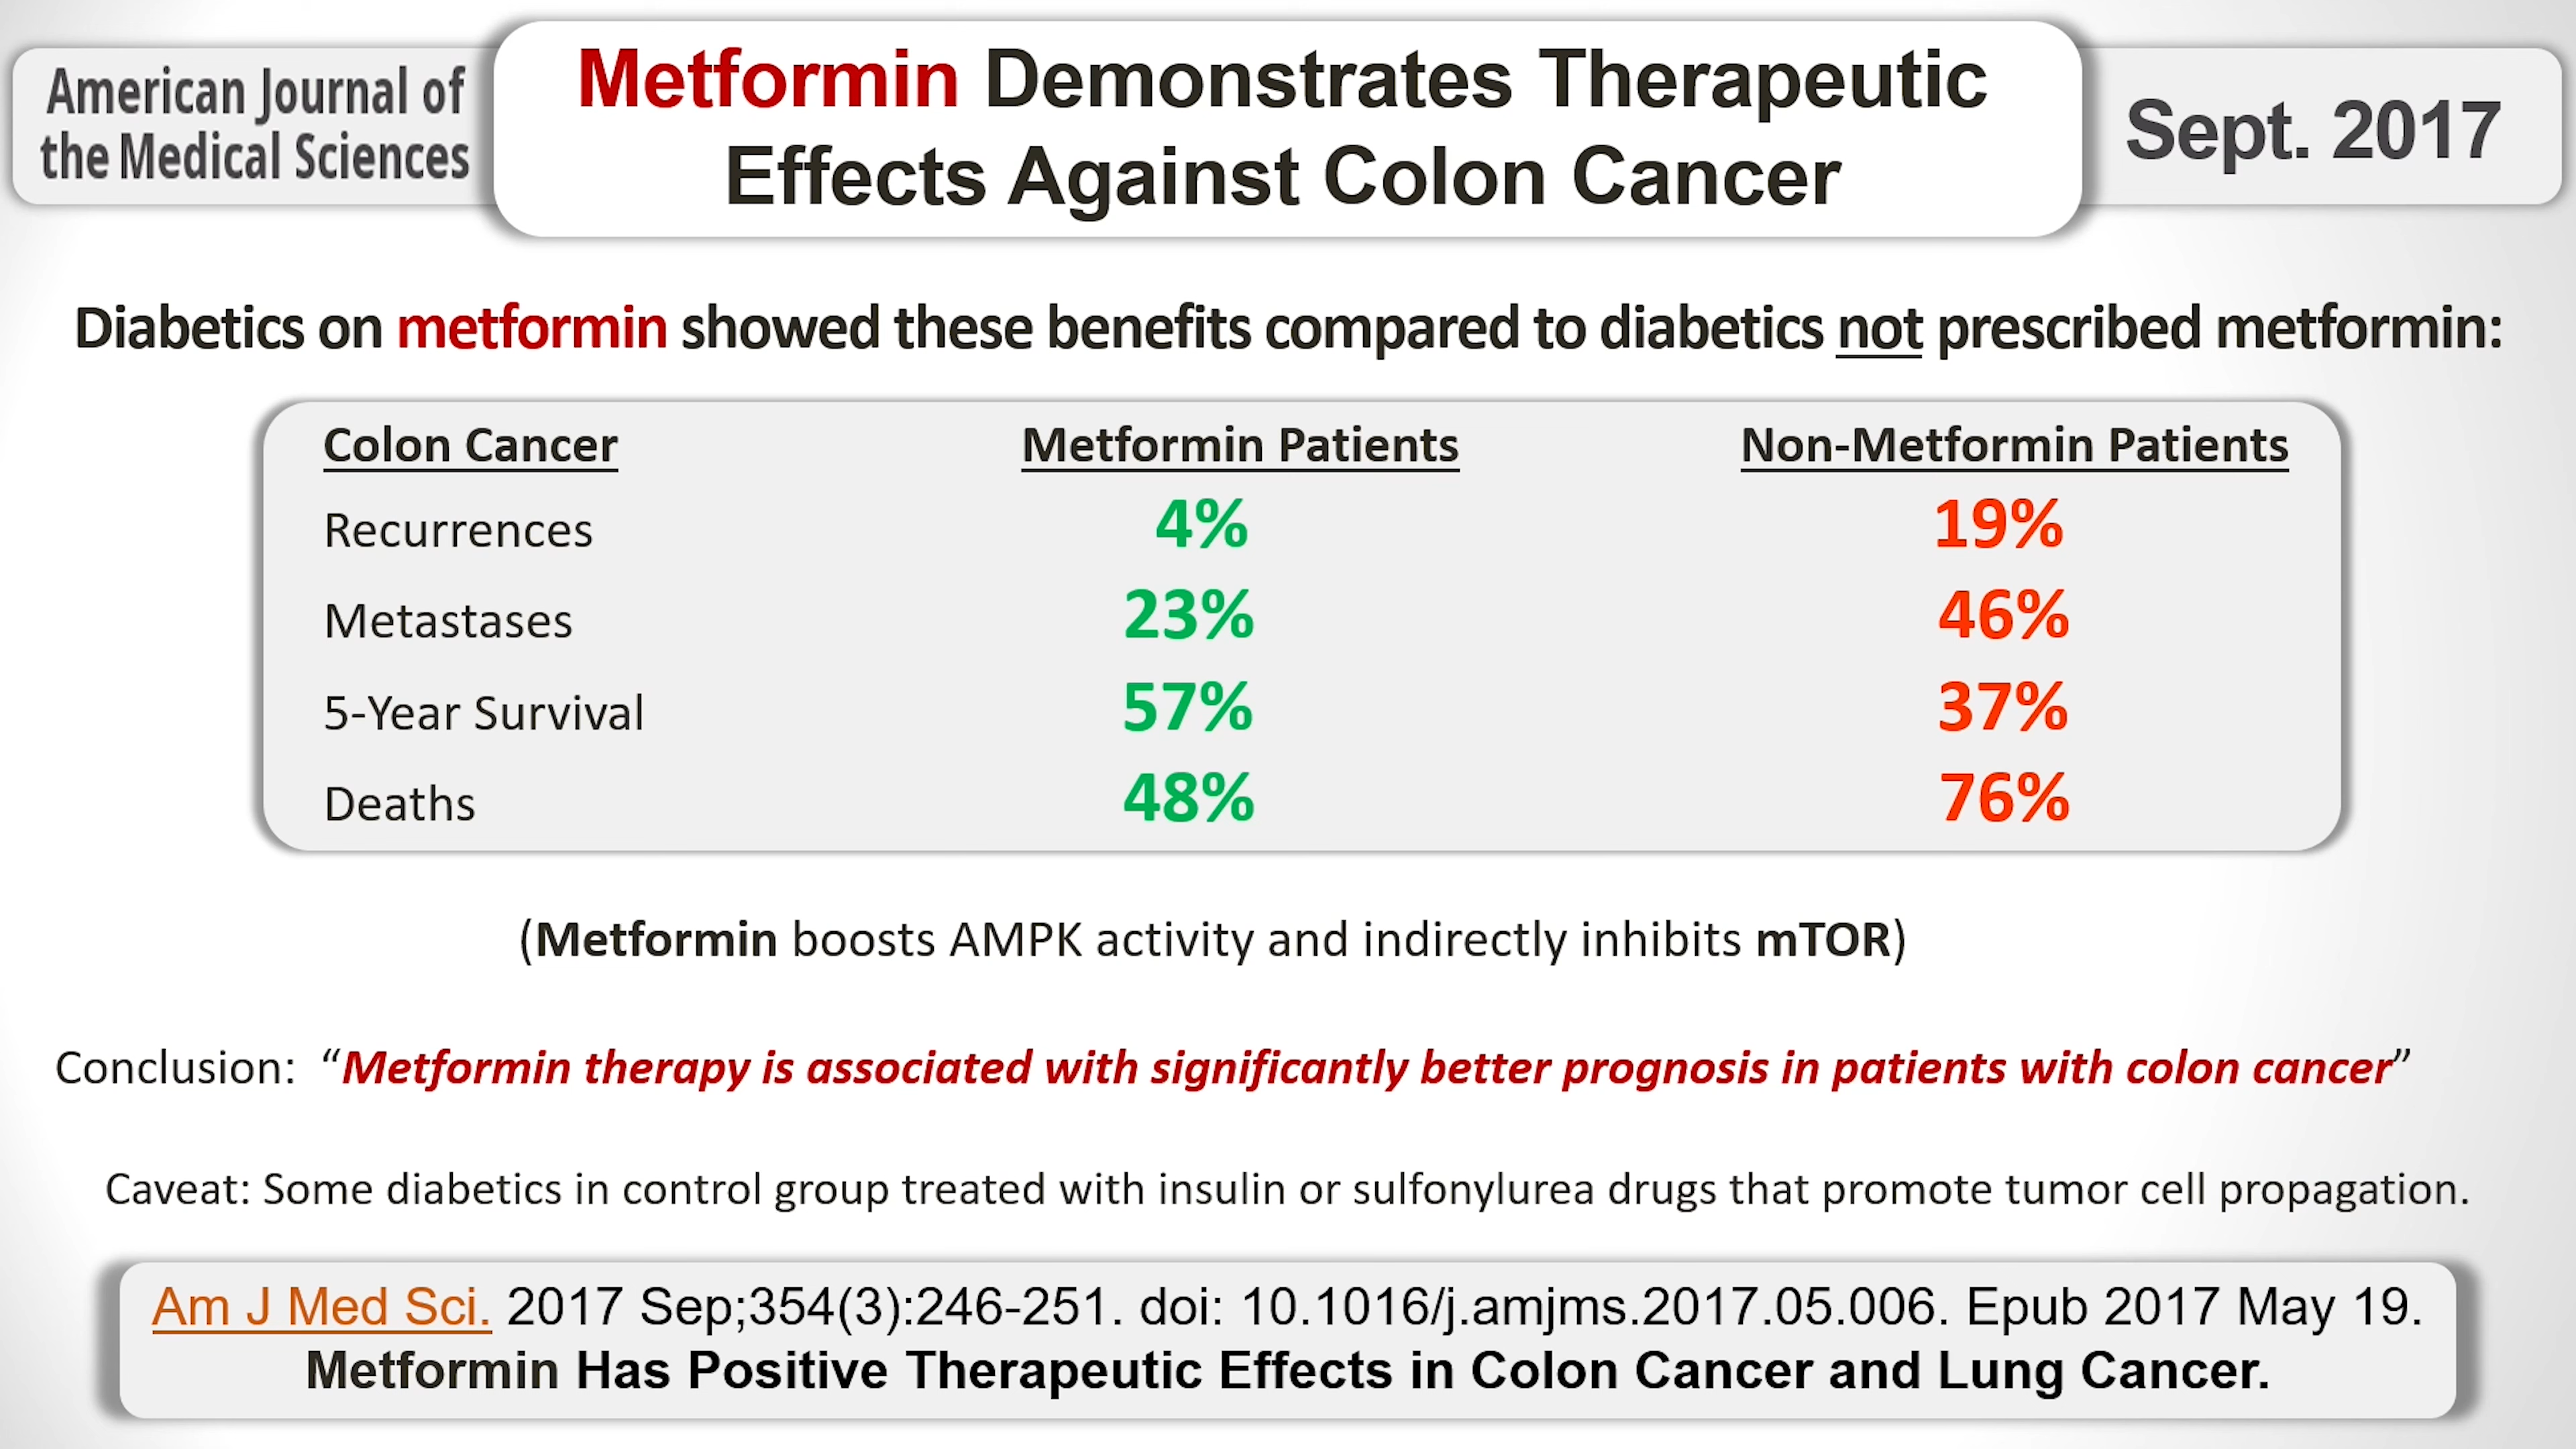 American Journal of
the Medical Sciences
Metformin Demonstrates Therapeutic
Effects Against Colon Cancer
Sept. 2017
Diabetics on metformin showed these benefits compared to diabetics not prescribed metformin:
Colon Cancer Metformin Patients Non-Metformin Patients
Recurrences 4% 19%
Metastases 23% 46%
5-Year Survival 57% 37%
Deaths 48% 76%
(Metformin boosts AMPK activity and indirectly inhibits mTOR)
Conclusion: “Metformin therapy is associated with significantly better prognosis in patients with colon cancer”
Caveat: Some diabetics in control group treated with insulin or sulfonylurea drugs that promote tumor cell propagation.
Am J Med Sci. 2017 Sep;354(3):246-251. doi: 10.1016/j.amjms.2017.05.006. Epub 2017 May 19.
Metformin Has Positive Therapeutic Effects in Colon Cancer and Lung Cancer.